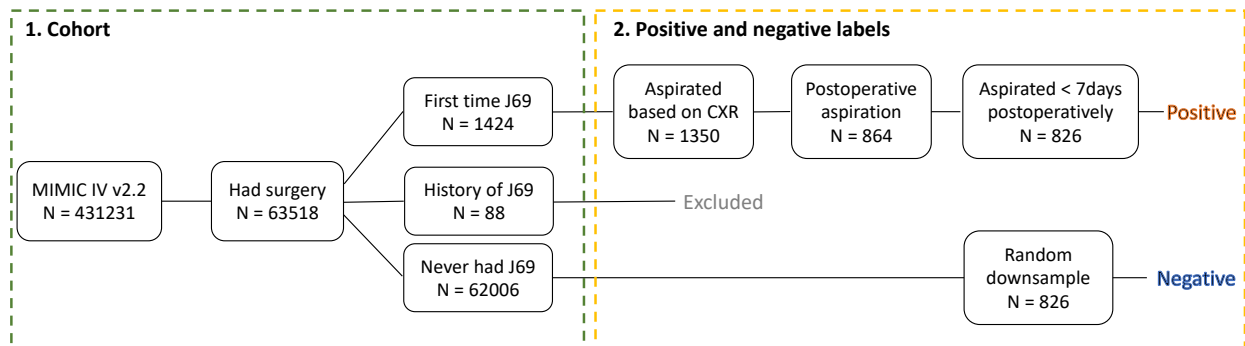 1. Cohort
MIMIC IV v2.2
N = 431231
Had surgery
N = 63518
First time J69
N = 1424
History of J69
N = 88
Never had J69
N = 62006
2. Positive and negative labels
Aspirated
based on CXR
N = 1350
Postoperative
aspiration
N = 864
Aspirated < 7days
postoperatively
N = 826
Positive
Excluded
Random
downsample
N = 826
Negative